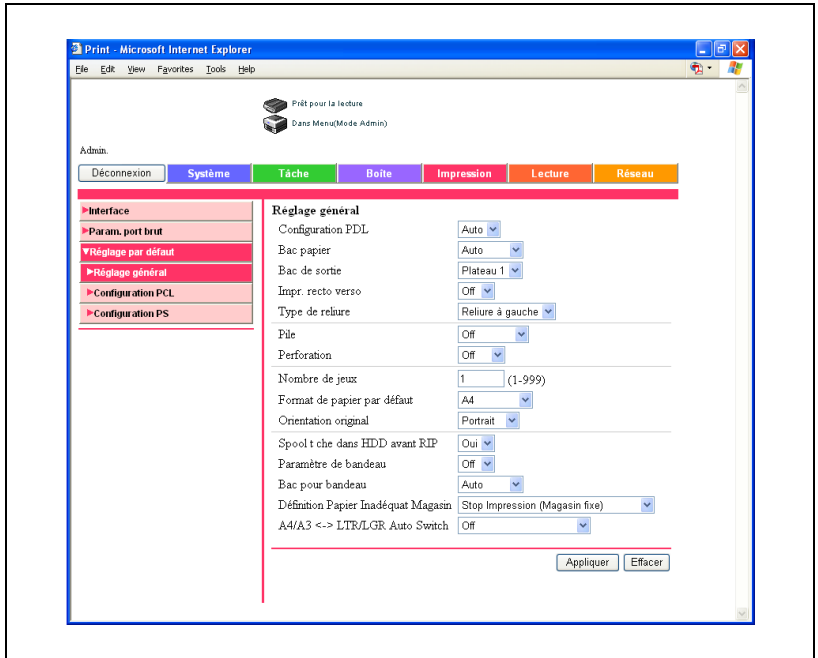 Print - Microsoft Internet Explorer
File Edit View Favorites Tools Help
Prêt pour la lecture
Dans Menu(Mode Admin)
Admin.
Déconnexion Système Tâche Boîte Impression Lecture Réseau
Interface
Param. port brut
Réglage par défaut
Réglage général
Configuration PCL
Configuration PS
Réglage général
Configuration PDL Auto
Bac papier Auto
Bac de sortie Plateau 1
Impr. recto verso Off
Type de reliure Reliure à gauche
Pile Off
Perforation Off
Nombre de jeux 1 (1-999)
Format de papier par défaut A4
Orientation original Portrait
Spool t che dans HDD avant RIP Oui
Paramètre de bandeau Off
Bac pour bandeau Auto
Définition Papier Inadéquat Magasin Stop Impression (Magasin fixe)
A4/A3 <-> LTR/LGR Auto Switch Off
Appliquer Effacer